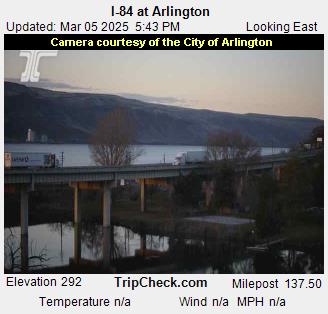 I-84 at Arlington
Updated: Mar 05 2025 5:43 PM Looking East
Camera courtesy of the City of Arlington
Elevation 292 TripCheck.com Milepost 137.50
Temperature n/a Wind n/a MPH n/a